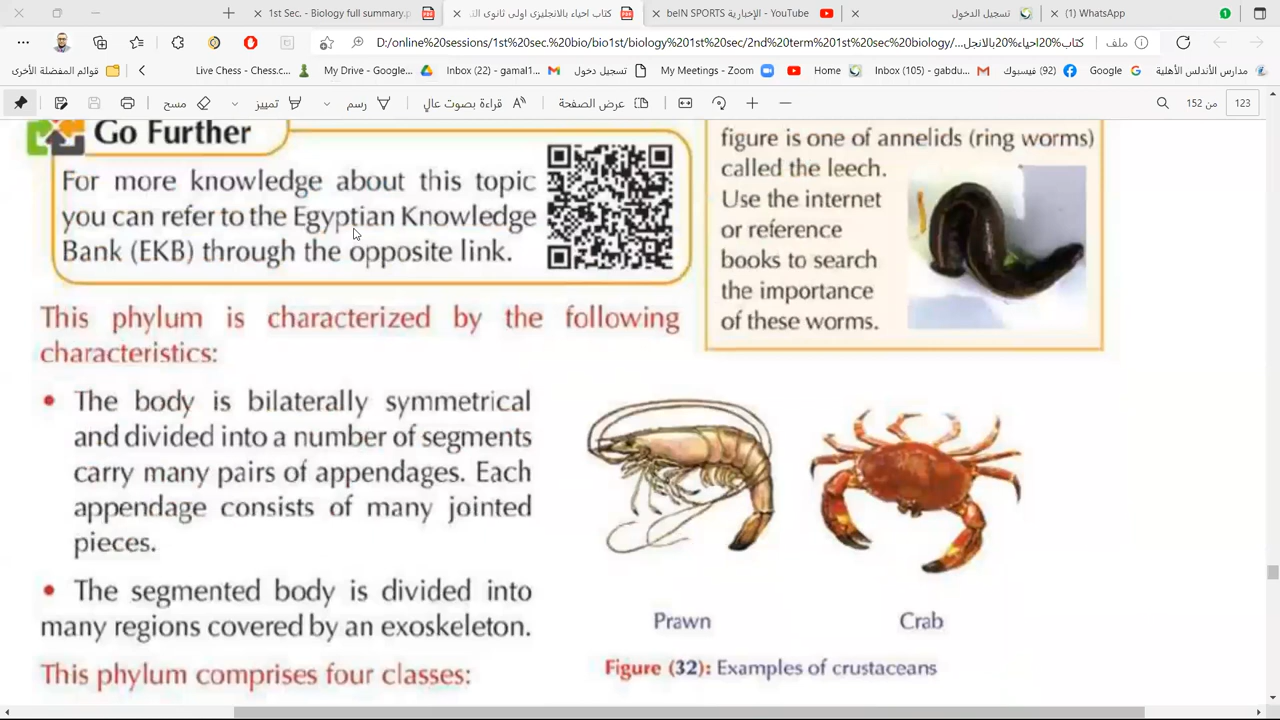 1st Sec. - Biology full summary.p
كتاب احياء بالانجليزى اولى ثانوى الت
beIN SPORTS الإخبارية - YouTube
تسجيل الدخول
(1) WhatsApp
D:/online%20sessions/1st%20sec.%20bio/bio1st/biology%201st%20sec/2nd%20term%201st%20sec%20biology/...كتاب%20احياء%20بالانجل
ملف
قوائم المفضلة الأخرى
Live Chess - Chess.c...
My Drive - Google...
Inbox (22) - gamal1...
تسجيل دخول
My Meetings - Zoom
Home
Inbox (105) - gabdu...
(92) فيسبوك
Google
مدارس الأندلس الأهلية
مسح
تمييز
رسم
قراءة بصوت عالٍ
عرض الصفحة
من 152
123
Go Further
For more knowledge about this topic
you can refer to the Egyptian Knowledge
Bank (EKB) through the opposite link.
figure is one of annelids (ring worms)
called the leech.
Use the internet
or reference
books to search
the importance
of these worms.
This phylum is characterized by the following
characteristics:
• The body is bilaterally symmetrical
and divided into a number of segments
carry many pairs of appendages. Each
appendage consists of many jointed
pieces.
• The segmented body is divided into
many regions covered by an exoskeleton.
This phylum comprises four classes:
Prawn
Crab
Figure (32): Examples of crustaceans